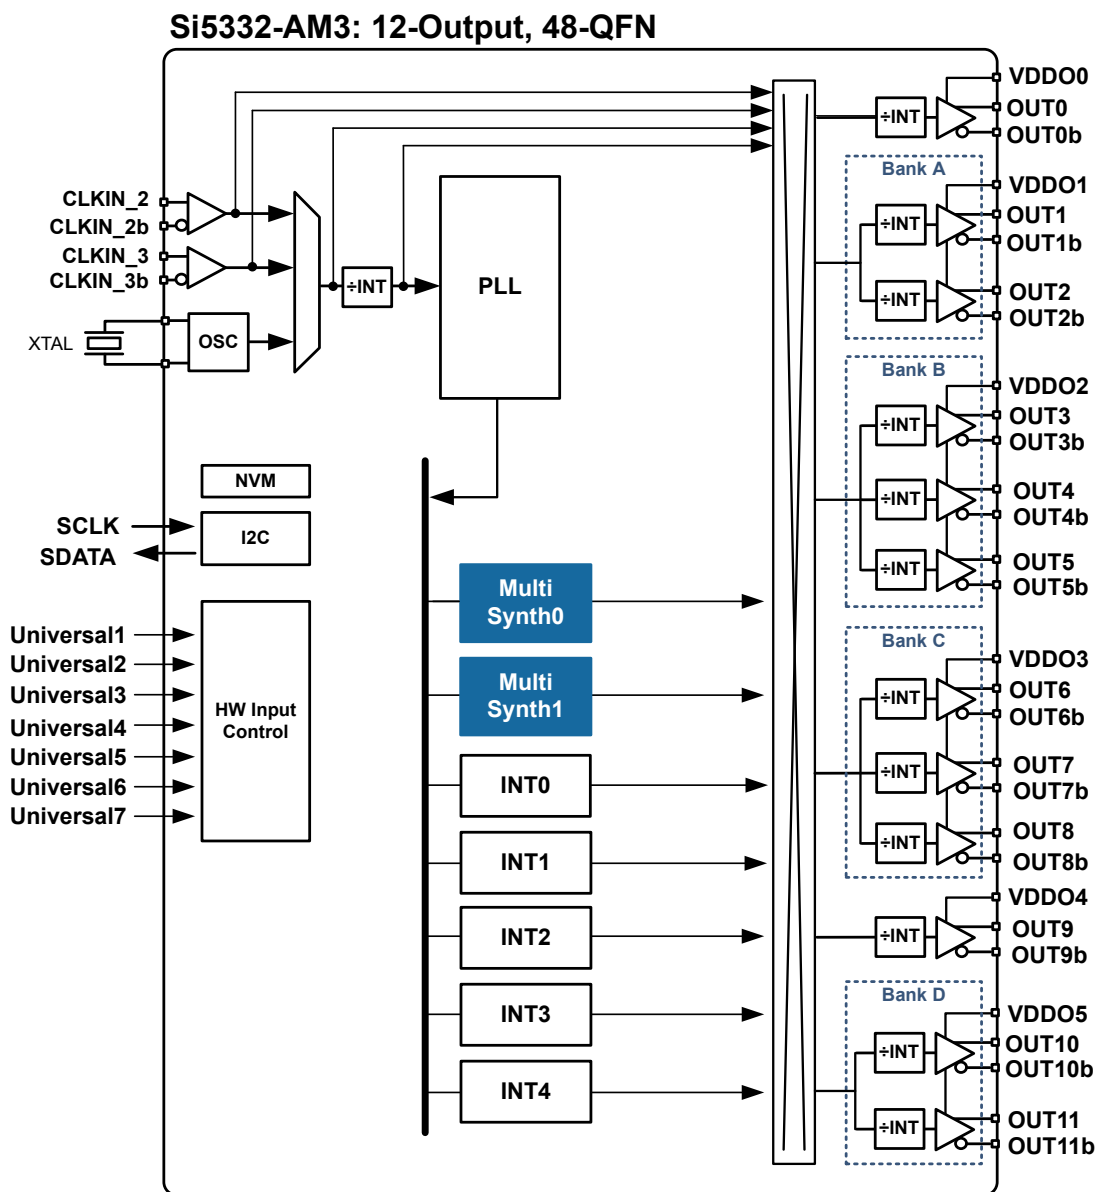 Si5332-AM3: 12-Output, 48-QFN
CLKIN_2
CLKIN_2b
CLKIN_3
CLKIN_3b
XTAL
OSC
÷INT
PLL
NVM
SCLK
SDATA
I2C
Universal1
Universal2
Universal3
Universal4
Universal5
Universal6
Universal7
HW Input
Control
Multi
Synth0
Multi
Synth1
INT0
INT1
INT2
INT3
INT4
÷INT
VDDO0
OUT0
OUT0b
Bank A
÷INT
÷INT
VDDO1
OUT1
OUT1b
OUT2
OUT2b
Bank B
÷INT
÷INT
÷INT
VDDO2
OUT3
OUT3b
OUT4
OUT4b
OUT5
OUT5b
Bank C
÷INT
÷INT
÷INT
VDDO3
OUT6
OUT6b
OUT7
OUT7b
OUT8
OUT8b
÷INT
VDDO4
OUT9
OUT9b
Bank D
÷INT
÷INT
VDDO5
OUT10
OUT10b
OUT11
OUT11b